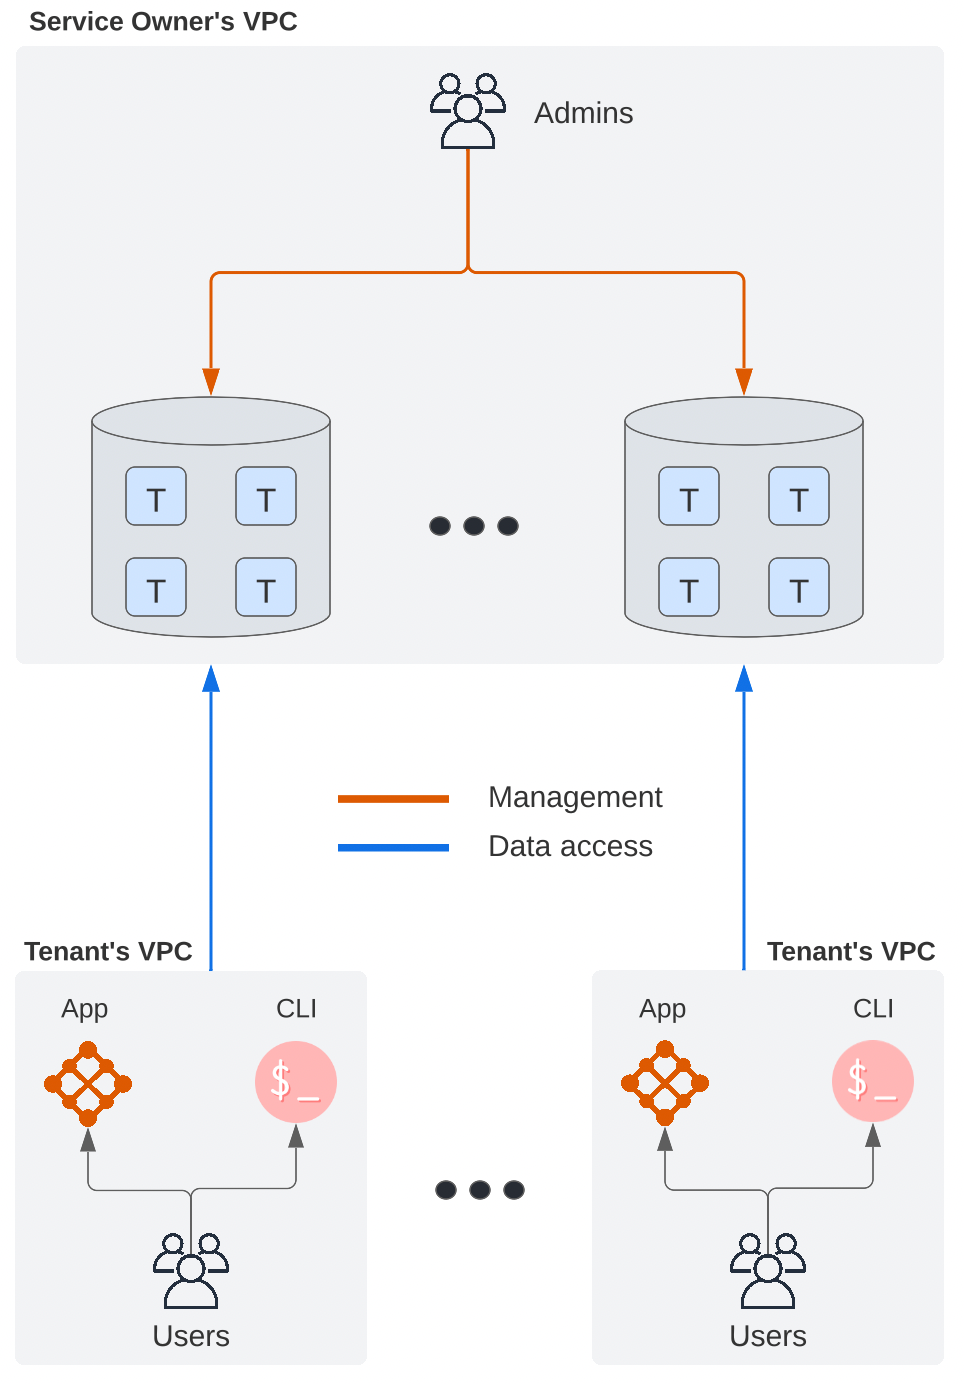 Service Owner's VPC
Admins
T T T T
T T T T
Management
Data access
Tenant's VPC Tenant's VPC
App CLI App CLI
$_ $_
Users Users